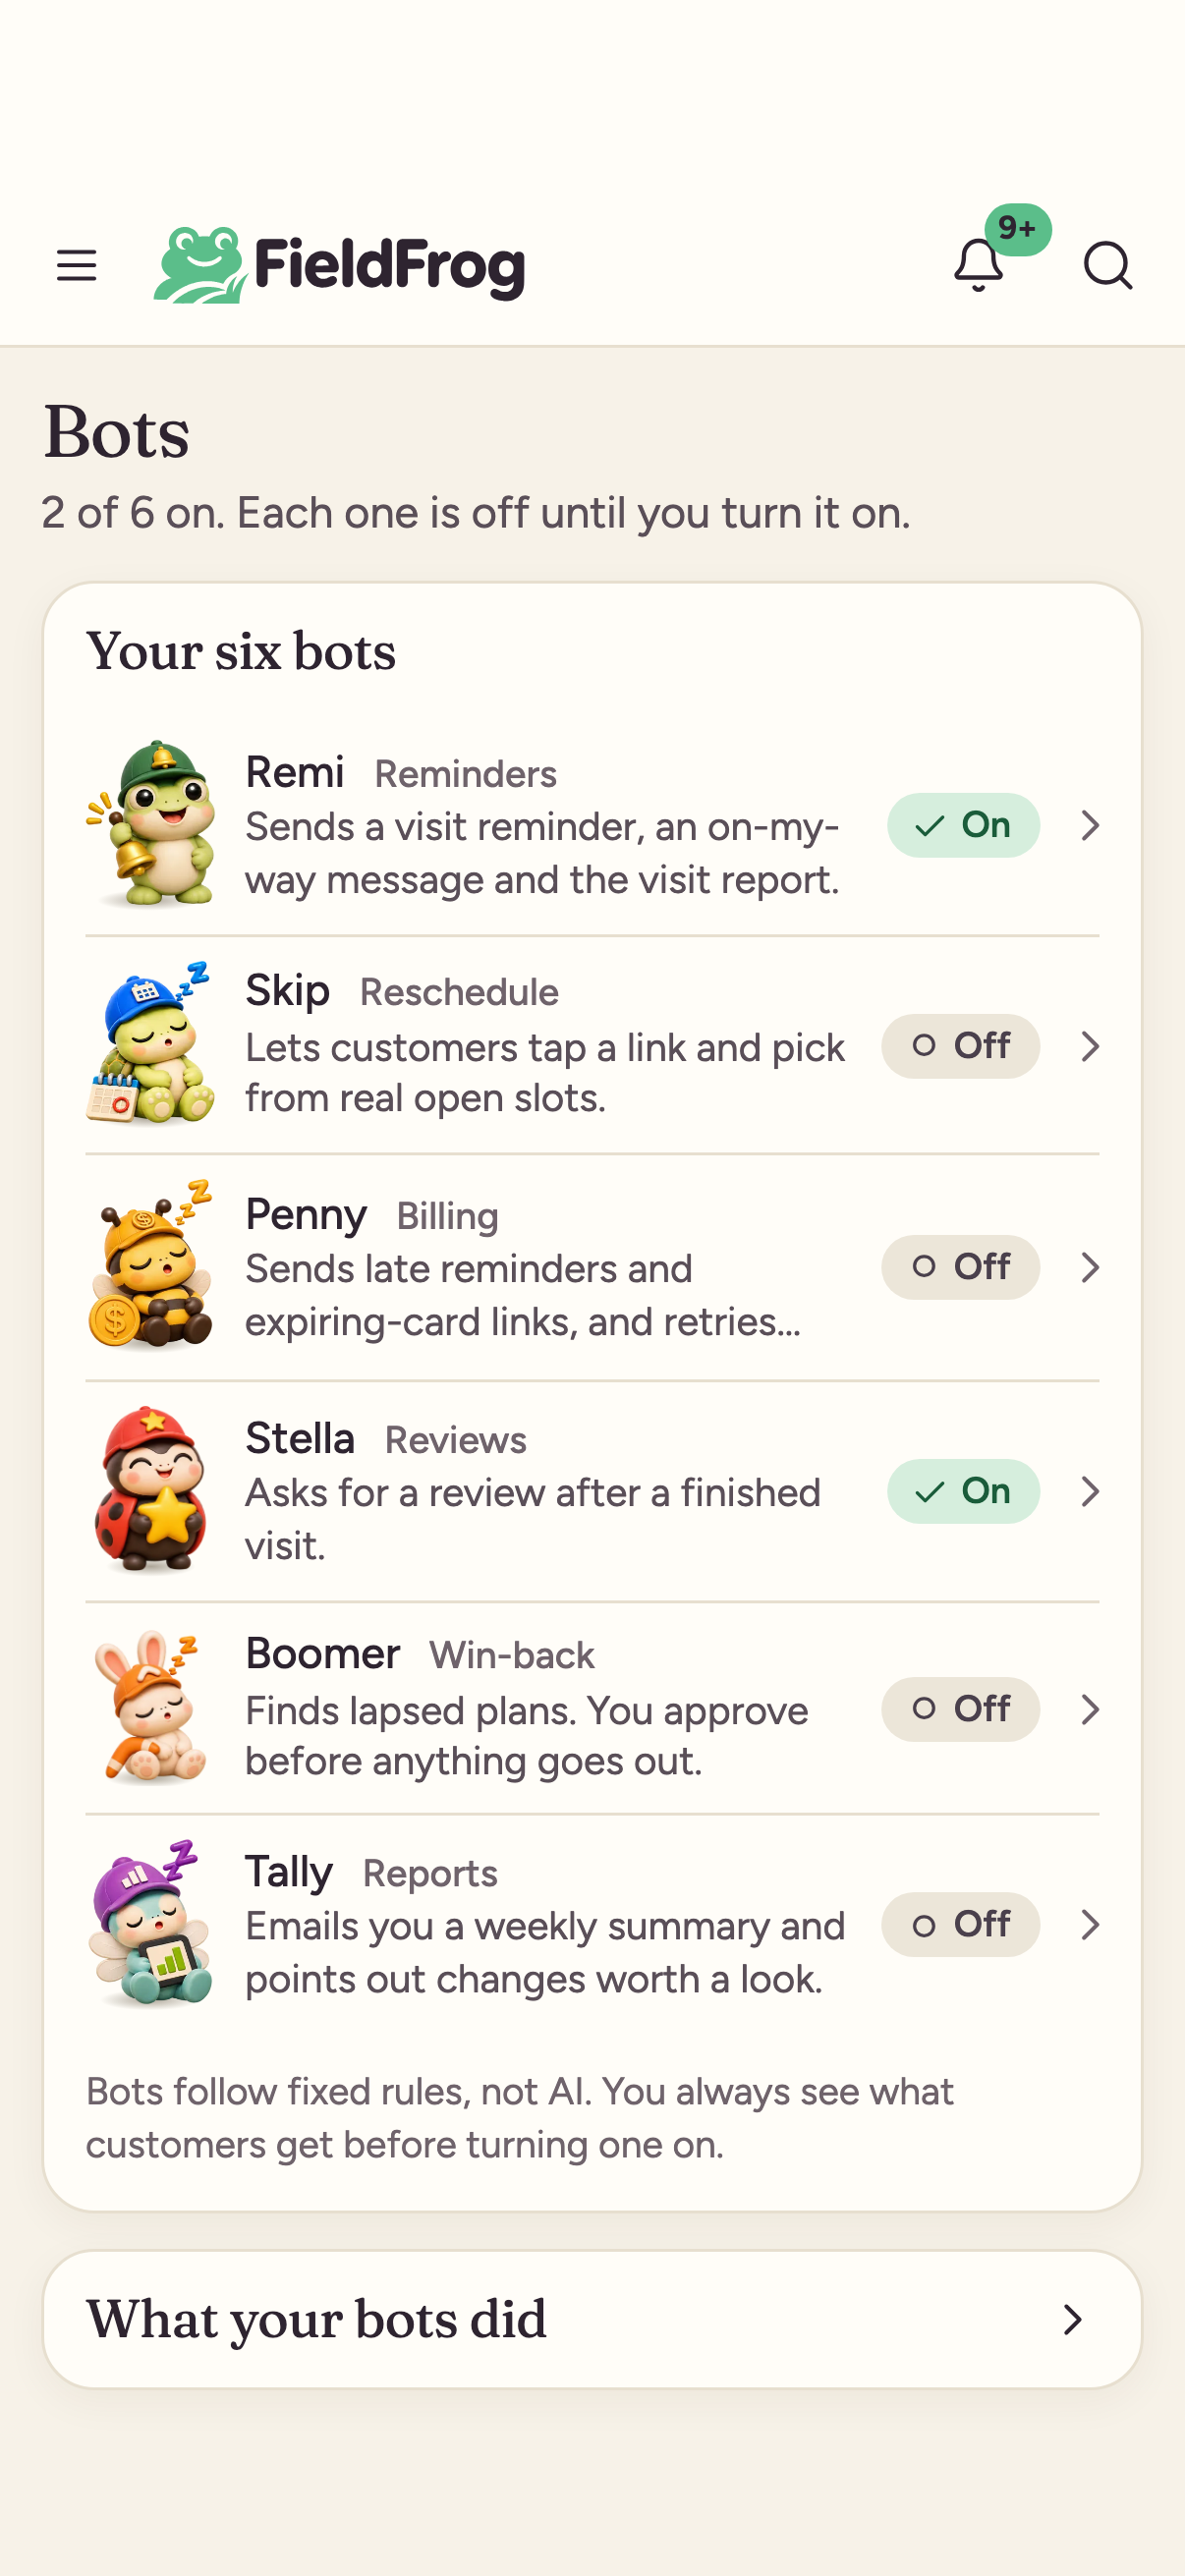 FieldFrog
9+
Bots
2 of 6 on. Each one is off until you turn it on.
Your six bots
Remi Reminders
Sends a visit reminder, an on-my-
way message and the visit report.
On
Skip Reschedule
Lets customers tap a link and pick
from real open slots.
Off
Penny Billing
Sends late reminders and
expiring-card links, and retries...
Off
Stella Reviews
Asks for a review after a finished
visit.
On
Boomer Win-back
Finds lapsed plans. You approve
before anything goes out.
Off
Tally Reports
Emails you a weekly summary and
points out changes worth a look.
Off
Bots follow fixed rules, not AI. You always see what
customers get before turning one on.
What your bots did